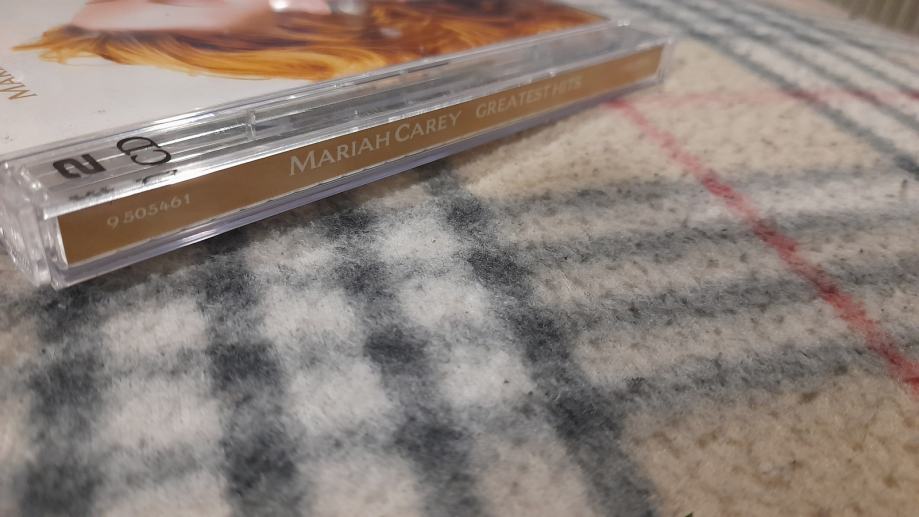 MARIAH CAREY GREATEST HITS
9 505461
2 CD